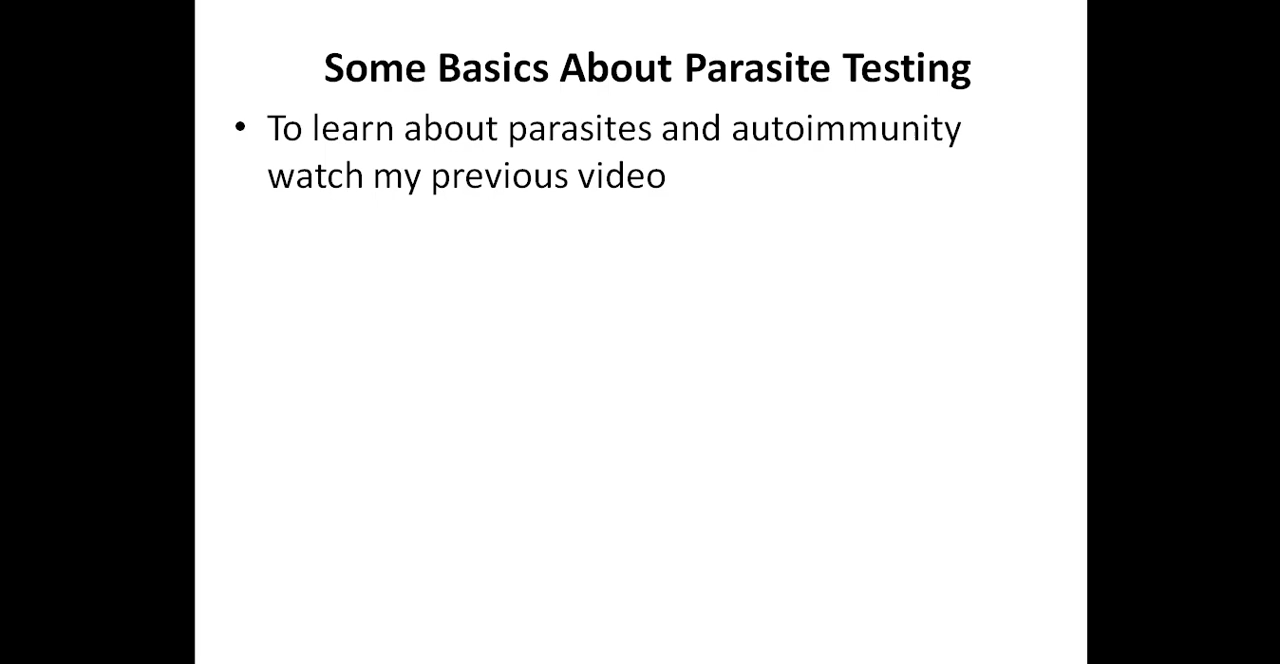 Some Basics About Parasite Testing
• To learn about parasites and autoimmunity
watch my previous video